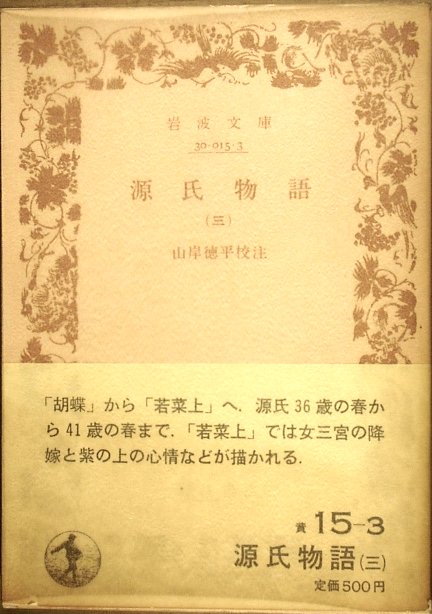 岩波文庫
30-015-3
源氏物語
(三)
山岸徳平校注
「胡蝶」から「若菜上」へ. 源氏36歳の春か
ら41歳の春まで.「若菜上」では女三宮の降
嫁と紫の上の心情などが描かれる.
黄 15-3
源氏物語(三)
定価500円